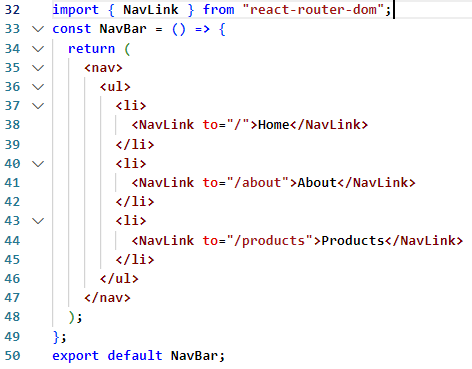 32 import { NavLink } from "react-router-dom";
33 const NavBar = () => {
34   return (
35     <nav>
36       <ul>
37         <li>
38           <NavLink to="/">Home</NavLink>
39         </li>
40         <li>
41           <NavLink to="/about">About</NavLink>
42         </li>
43         <li>
44           <NavLink to="/products">Products</NavLink>
45         </li>
46       </ul>
47     </nav>
48   );
49 };
50 export default NavBar;